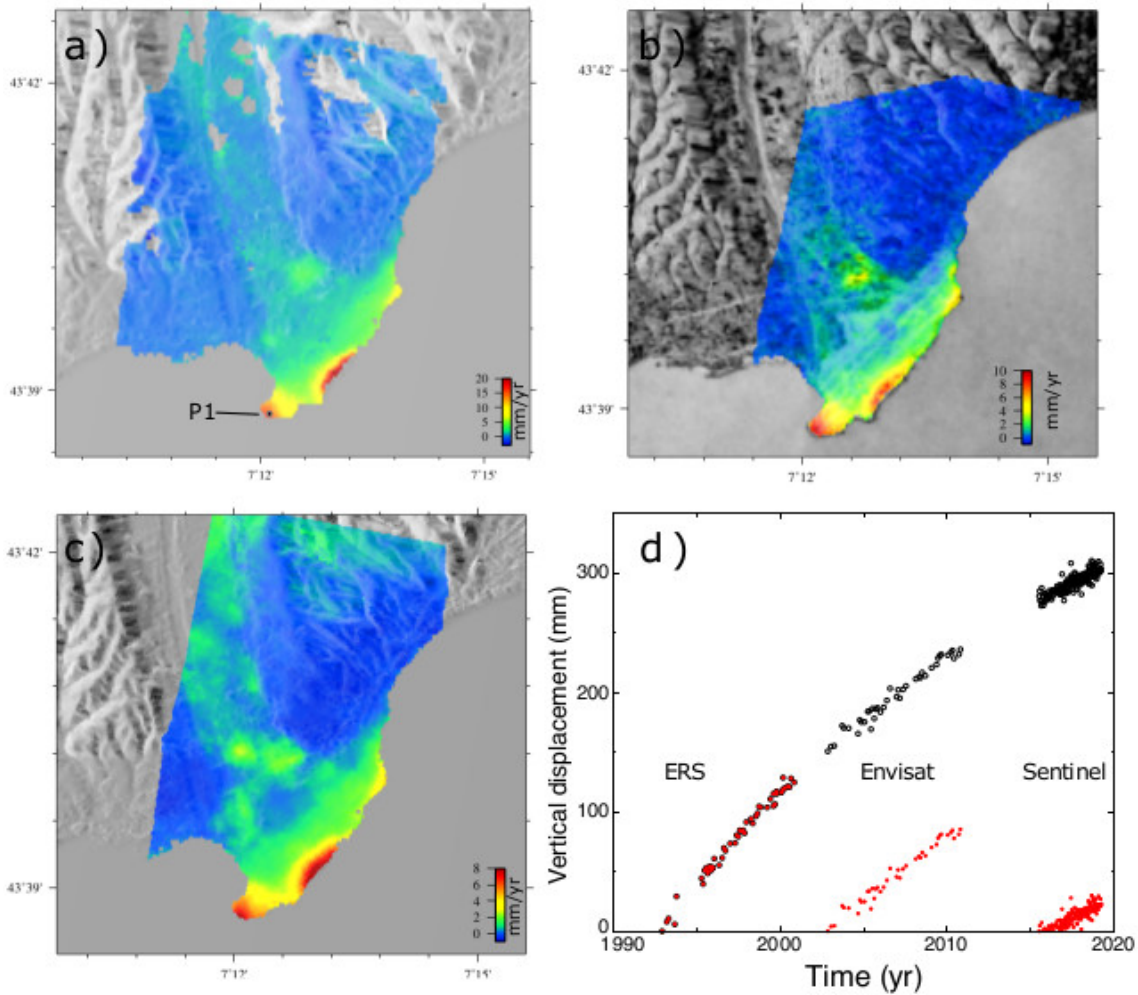 a)
43°42'
43°39'
P1
20
15
10
5
0
mm/yr
7°12'
7°15'
b)
43°42'
43°39'
10
8
6
4
2
0
mm/yr
7°12'
7°15'
c)
43°42'
43°39'
8
6
4
2
0
mm/yr
7°12'
7°15'
d)
Vertical displacement (mm)
300
200
100
0
ERS
Envisat
Sentinel
1990
2000
2010
2020
Time (yr)